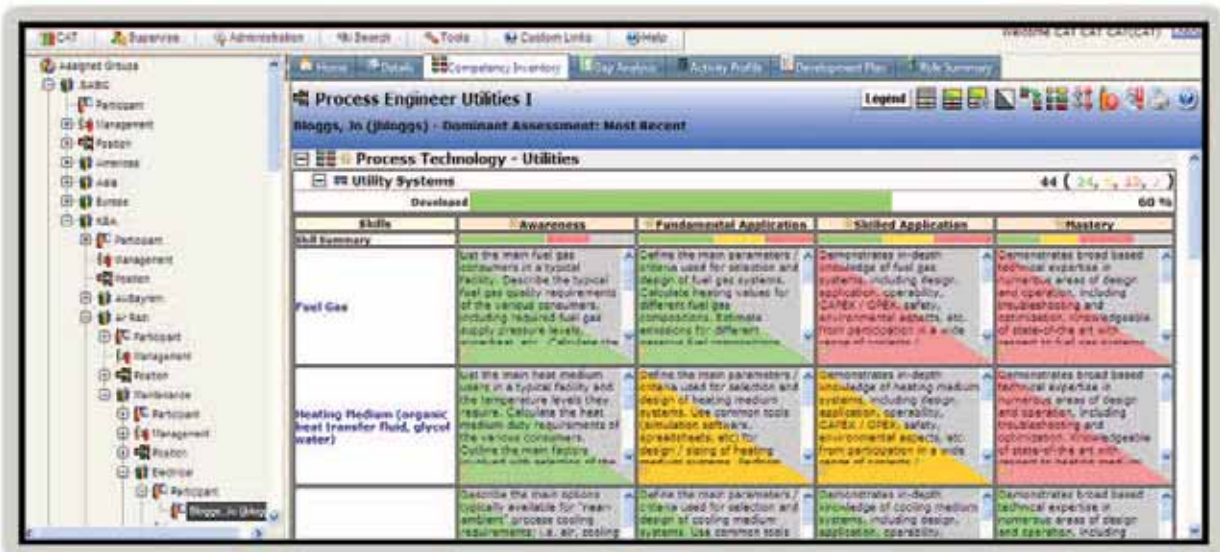 CAT Supervise Administration Search Tools Custom Links Help
Welcome CAT CAT CAT(CAT)
Assigned Groups
SABIC
Participant
Management
Position
Americas
Asia
Europe
KSA
Participant
Management
Position
Ar Razi
Participant
Management
Position
Maintenance
Participant
Management
Position
Electrical
Participant
Bloggs, Jo (jblog
Home Details Competency Inventory Gap Analysis Activity Profile Development Plan Role Summary
Process Engineer Utilities I
Legend
Bloggs, Jo (jbloggs) - Dominant Assessment: Most Recent
Process Technology - Utilities
Utility Systems
Developed
60 %
Skills Awareness Fundamental Application Skilled Application Mastery
Skill Summary
Fuel Gas
List the main fuel gas
consumers in a typical
facility. Describe the typical
fuel gas quality requirements
of the various consumers,
including required fuel gas
supply pressure levels,
Define the main parameters /
criteria used for selection and
design of fuel gas systems.
Calculate heating values for
different fuel gas
compositions. Estimate
emissions for different
Demonstrates in-depth
knowledge of fuel gas
systems, including design,
application, operability,
CAPEX / OPEX, safety,
environmental aspects, etc.
from participation in a wide
Demonstrates broad based
technical expertise in
numerous areas of design
and operation, including
troubleshooting and
optimization. Knowledgeable
of state-of-the art with
Heating Medium (organic
heat transfer fluid, glycol
water)
List the main heat medium
users in a typical facility and
the temperature levels they
require. Calculate the heat
medium duty requirements of
the various consumers.
Outline the main factors
involved with selection of the
Define the main parameters /
criteria used for selection and
design of heating medium
systems. Use common tools
(simulation software,
spreadsheets, etc) for
design / sizing of heating
Demonstrates in-depth
knowledge of heating medium
systems, including design,
application, operability,
CAPEX / OPEX, safety,
environmental aspects, etc.
from participation in a wide
Demonstrates broad based
technical expertise in
numerous areas of design
and operation, including
troubleshooting and
optimization. Knowledgeable
of state-of-the art with
Describe the main options
typically available for "near-
ambient" process cooling
requirements; i.e. air, cooling
Define the main parameters /
criteria used for selection and
design of cooling medium
systems. Use common tools
Demonstrates in-depth
knowledge of cooling medium
systems, including design,
application, operability,
Demonstrates broad based
technical expertise in
numerous areas of design
and operation, including